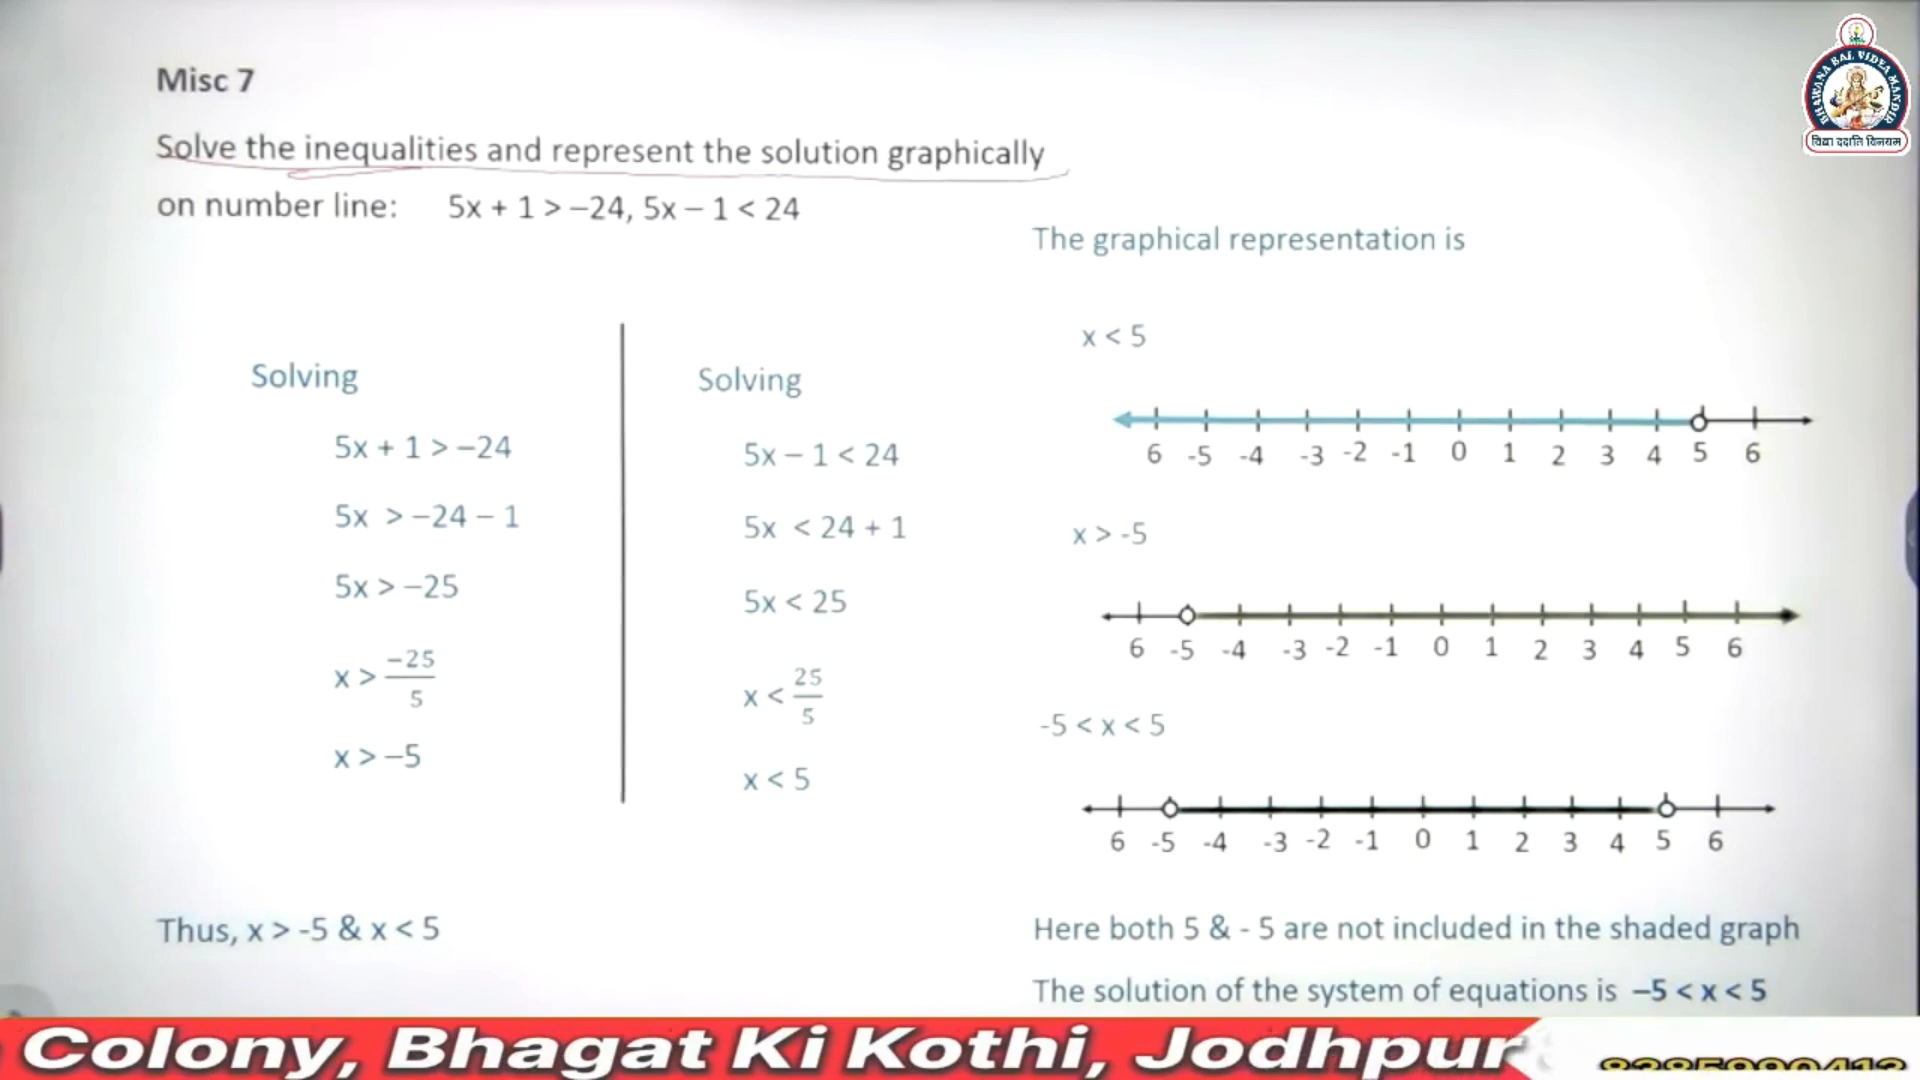 Misc 7
Solve the inequalities and represent the solution graphically
on number line: 5x + 1 > –24, 5x – 1 < 24
Solving
5x + 1 > –24
5x > –24 – 1
5x > –25
x > –25/5
x > –5
Solving
5x – 1 < 24
5x < 24 + 1
5x < 25
x < 25/5
x < 5
Thus, x > -5 & x < 5
The graphical representation is
x < 5
6 -5 -4 -3 -2 -1 0 1 2 3 4 5 6
x > -5
6 -5 -4 -3 -2 -1 0 1 2 3 4 5 6
-5 < x < 5
6 -5 -4 -3 -2 -1 0 1 2 3 4 5 6
Here both 5 & - 5 are not included in the shaded graph
The solution of the system of equations is –5 < x < 5
BHAWANA BAL VIDYA MANDIR
विद्या ददाति विनयम
Colony, Bhagat Ki Kothi, Jodhpur